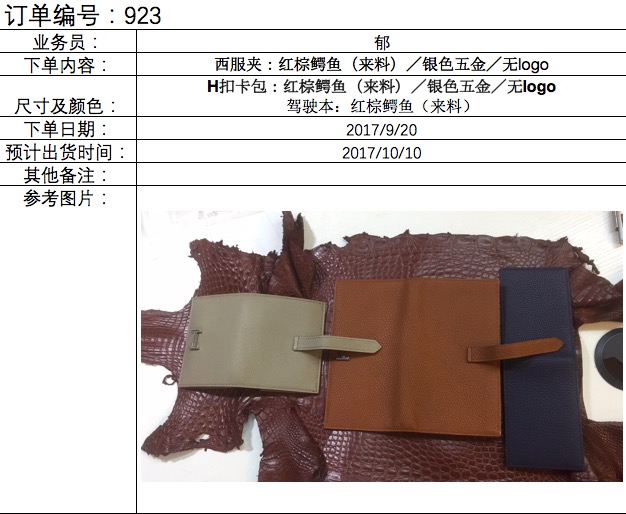 订单编号：923
业务员： 郁
下单内容： 西服夹：红棕鳄鱼（来料）／银色五金／无logo
H扣卡包：红棕鳄鱼（来料）／银色五金／无logo
尺寸及颜色： 驾驶本：红棕鳄鱼（来料）
下单日期： 2017/9/20
预计出货时间： 2017/10/10
其他备注：
参考图片：